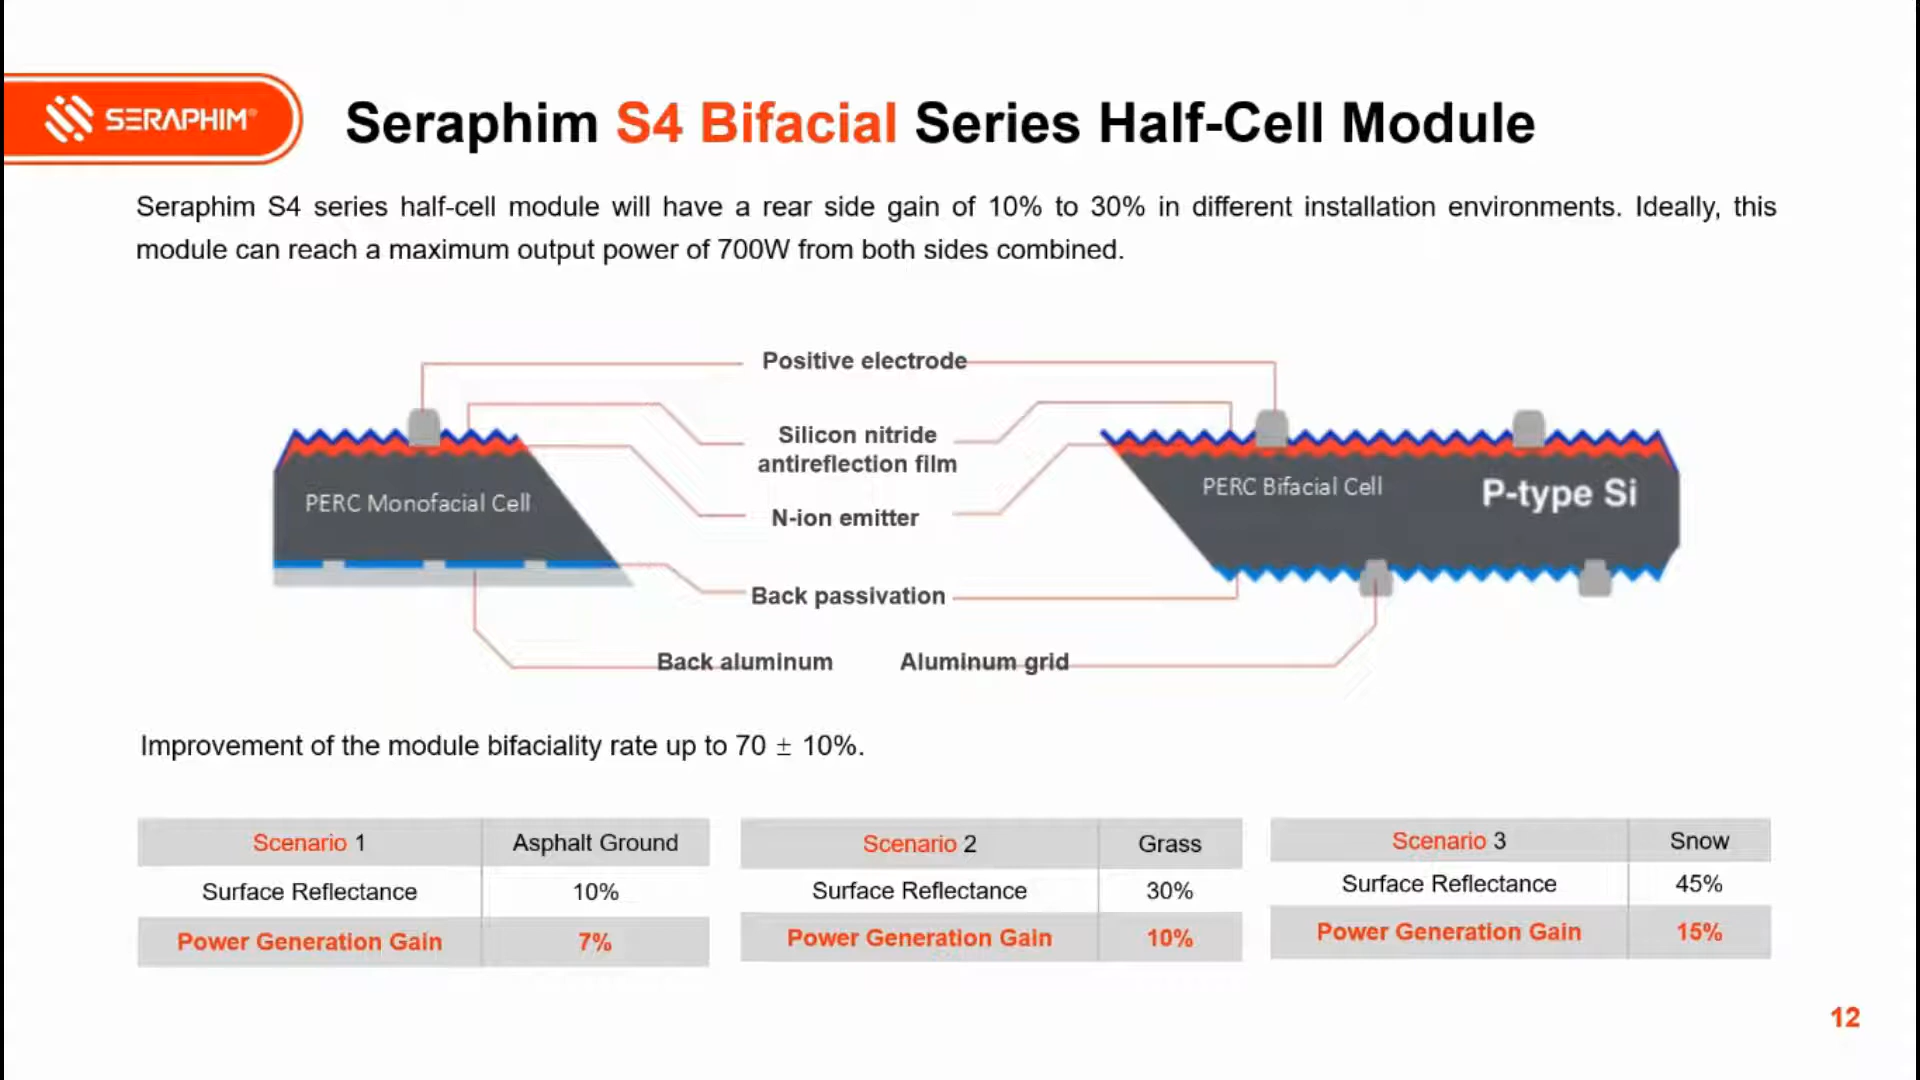 SERAPHIM®
Seraphim S4 Bifacial Series Half-Cell Module
Seraphim S4 series half-cell module will have a rear side gain of 10% to 30% in different installation environments. Ideally, this
module can reach a maximum output power of 700W from both sides combined.
Positive electrode
Silicon nitride
antireflection film
N-ion emitter
Back passivation
Back aluminum
Aluminum grid
PERC Monofacial Cell
PERC Bifacial Cell
P-type Si
Improvement of the module bifaciality rate up to 70 ± 10%.
Scenario 1 Asphalt Ground
Surface Reflectance 10%
Power Generation Gain 7%
Scenario 2 Grass
Surface Reflectance 30%
Power Generation Gain 10%
Scenario 3 Snow
Surface Reflectance 45%
Power Generation Gain 15%
12